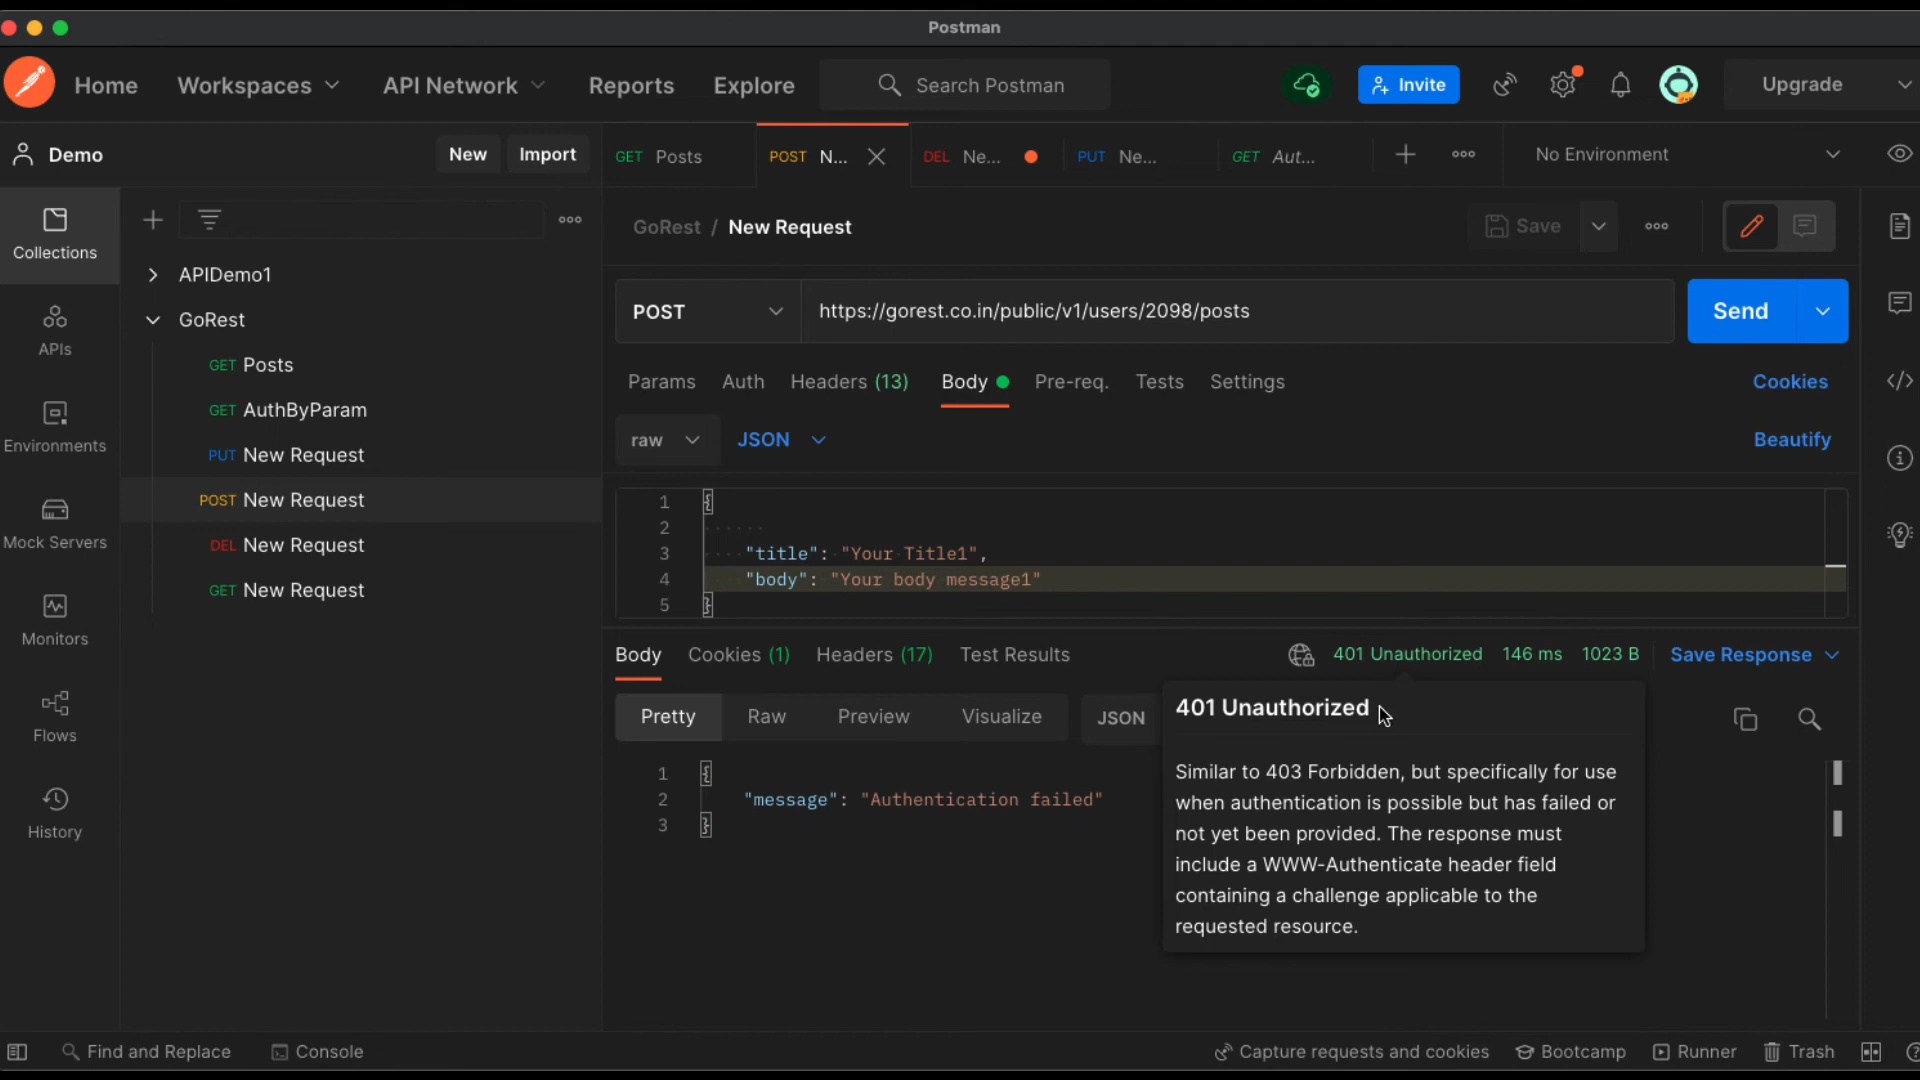 Postman
Home Workspaces API Network Reports Explore Search Postman Invite Upgrade
Demo New Import GET Posts POST N... DEL Ne... PUT Ne... GET Aut... No Environment
Collections
APIs
Environments
Mock Servers
Monitors
Flows
History
APIDemo1
GoRest
GET Posts
GET AuthByParam
PUT New Request
POST New Request
DEL New Request
GET New Request
GoRest / New Request Save
POST https://gorest.co.in/public/v1/users/2098/posts Send
Params Auth Headers (13) Body Pre-req. Tests Settings Cookies
raw JSON Beautify
1 {
2
3 "title": "Your Title1",
4 "body": "Your body message1"
5 }
Body Cookies (1) Headers (17) Test Results 401 Unauthorized 146 ms 1023 B Save Response
Pretty Raw Preview Visualize JSON
1 {
2 "message": "Authentication failed"
3 }
401 Unauthorized
Similar to 403 Forbidden, but specifically for use
when authentication is possible but has failed or
not yet been provided. The response must
include a WWW-Authenticate header field
containing a challenge applicable to the
requested resource.
Find and Replace Console Capture requests and cookies Bootcamp Runner Trash